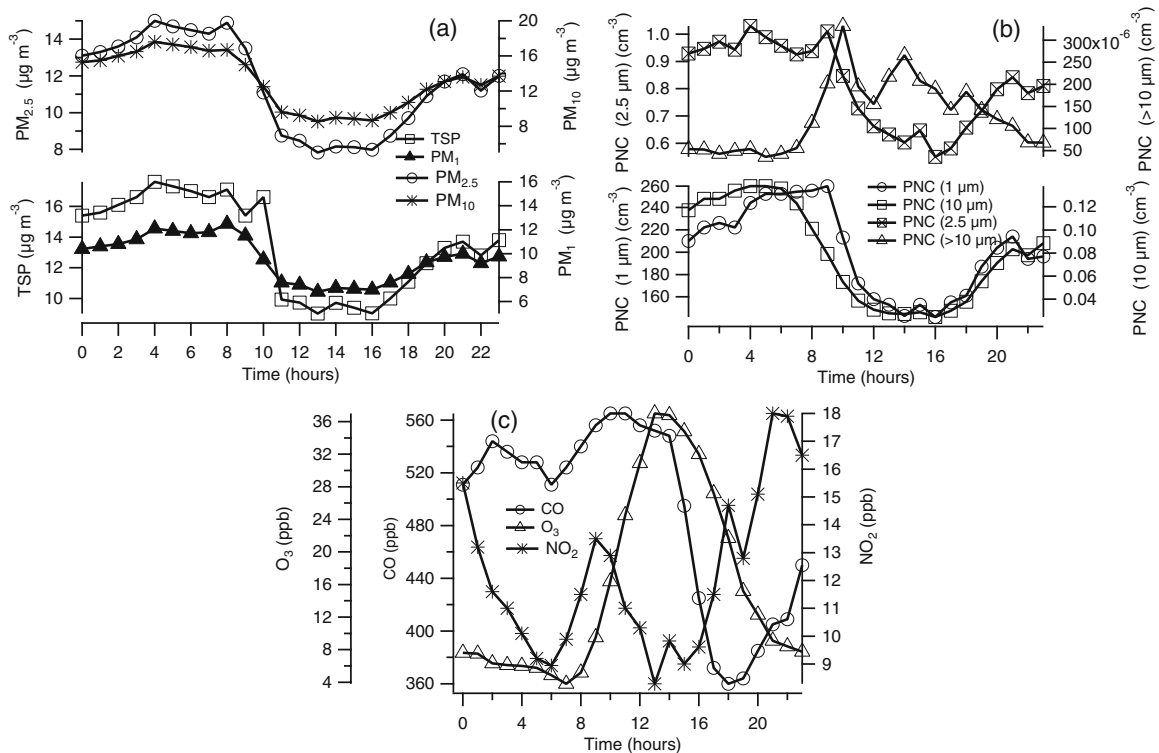 (a)
PM2.5 (µg m-3)
14
12
10
8
20
16
12
8
4
PM10 (µg m-3)
TSP
PM1
PM2.5
PM10
TSP (µg m-3)
18
16
14
12
10
16
14
12
10
8
6
PM1 (µg m-3)
0 2 4 6 8 10 12 14 16 18 20 22
Time (hours)
(b)
PNC (2.5 µm) (cm-3)
1.0
0.9
0.8
0.7
0.6
300x10-6
250
200
150
100
50
PNC (>10 µm) (cm-3)
PNC (1 µm)
PNC (10 µm)
PNC (2.5 µm)
PNC (>10 µm)
PNC (1 µm) (cm-3)
260
240
220
200
180
160
0.12
0.10
0.08
0.06
0.04
PNC (10 µm) (cm-3)
0 4 8 12 16 20
Time (hours)
(c)
O3 (ppb)
36
32
28
24
20
16
12
8
4
CO (ppb)
560
520
480
440
400
360
CO
O3
NO2
18
17
16
15
14
13
12
11
10
9
NO2 (ppb)
0 4 8 12 16 20
Time (hours)